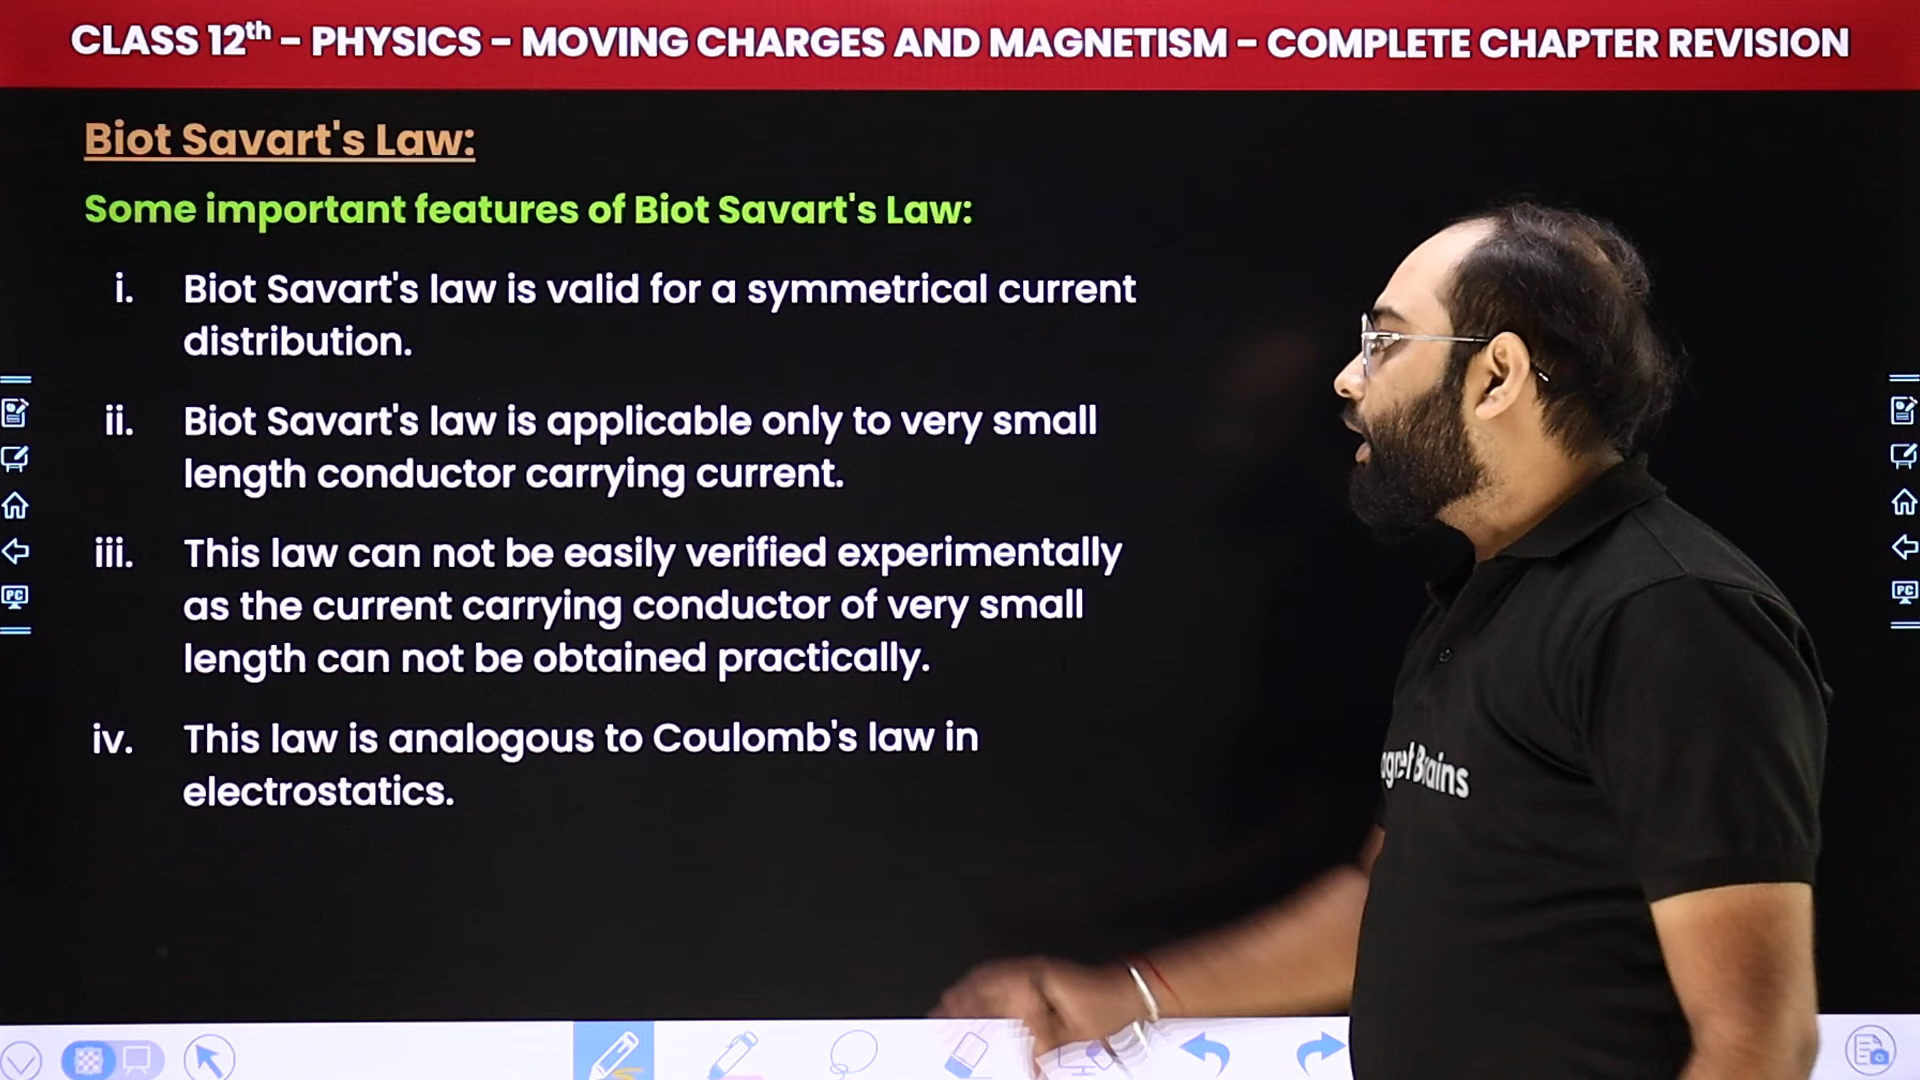 CLASS 12th – PHYSICS – MOVING CHARGES AND MAGNETISM – COMPLETE CHAPTER REVISION
Biot Savart's Law:
Some important features of Biot Savart's Law:
i. Biot Savart's law is valid for a symmetrical current
distribution.
ii. Biot Savart's law is applicable only to very small
length conductor carrying current.
iii. This law can not be easily verified experimentally
as the current carrying conductor of very small
length can not be obtained practically.
iv. This law is analogous to Coulomb's law in
electrostatics.
PC
PC
Brains